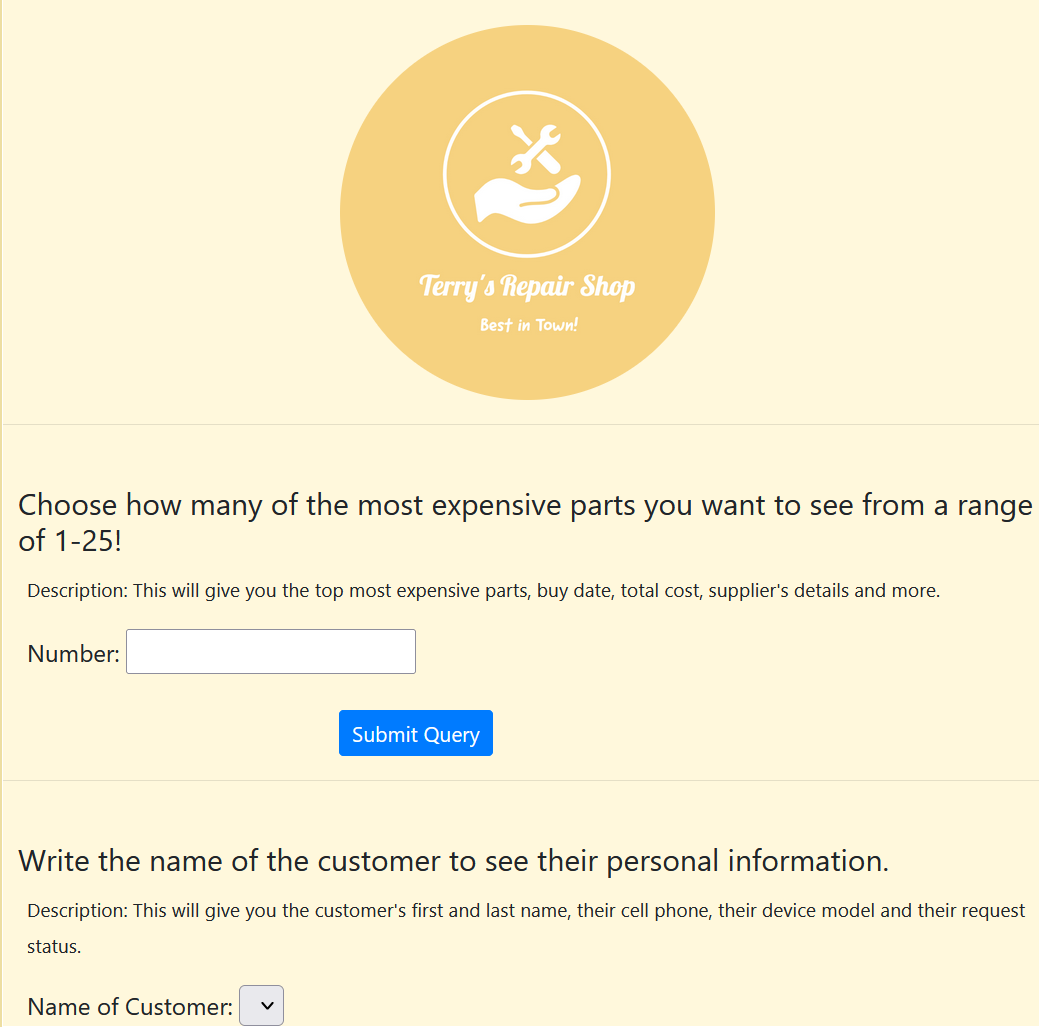 Terry's Repair Shop
Best in Town!
Choose how many of the most expensive parts you want to see from a range
of 1-25!
Description: This will give you the top most expensive parts, buy date, total cost, supplier's details and more.
Number:
Submit Query
Write the name of the customer to see their personal information.
Description: This will give you the customer's first and last name, their cell phone, their device model and their request
status.
Name of Customer: